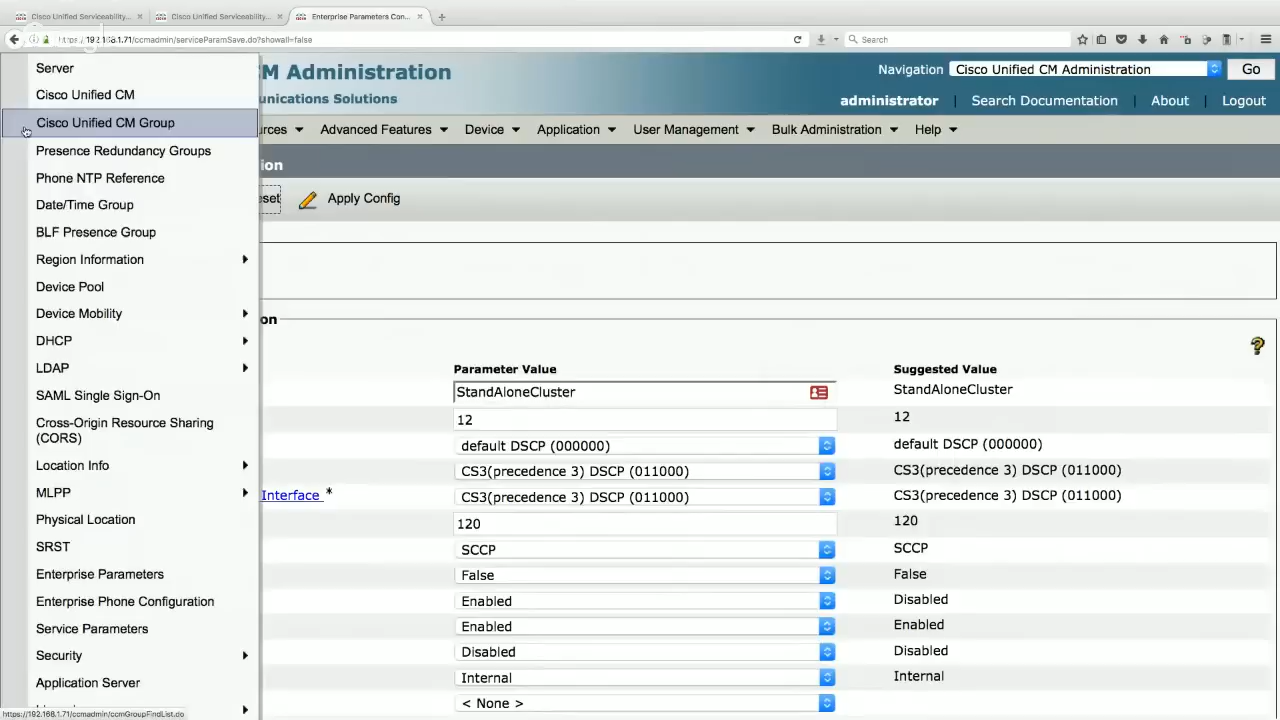 Cisco Unified Serviceability...
Cisco Unified Serviceability...
Enterprise Parameters Con...
192.168.1.71/ccmadmin/serviceParamSave.do?showall=false
Search
M Administration
Navigation Cisco Unified CM Administration Go
unications Solutions
administrator | Search Documentation | About | Logout
urces Advanced Features Device Application User Management Bulk Administration Help
ion
set Apply Config
on
Server
Cisco Unified CM
Cisco Unified CM Group
Presence Redundancy Groups
Phone NTP Reference
Date/Time Group
BLF Presence Group
Region Information
Device Pool
Device Mobility
DHCP
LDAP
SAML Single Sign-On
Cross-Origin Resource Sharing
(CORS)
Location Info
MLPP
Physical Location
SRST
Enterprise Parameters
Enterprise Phone Configuration
Service Parameters
Security
Application Server
Parameter Value Suggested Value
StandAloneCluster StandAloneCluster
12 12
default DSCP (000000) default DSCP (000000)
CS3(precedence 3) DSCP (011000) CS3(precedence 3) DSCP (011000)
Interface * CS3(precedence 3) DSCP (011000) CS3(precedence 3) DSCP (011000)
120 120
SCCP SCCP
False False
Enabled Disabled
Enabled Enabled
Disabled Disabled
Internal Internal
< None >
https://192.168.1.71/ccmadmin/ccmGroupFindList.do